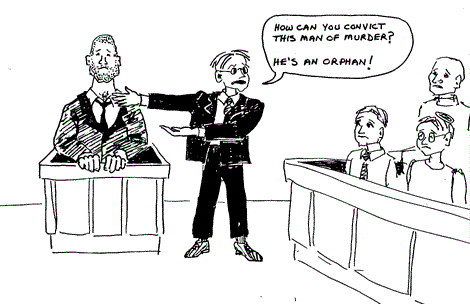 HOW CAN YOU CONVICT
THIS MAN OF MURDER?
HE'S AN ORPHAN!